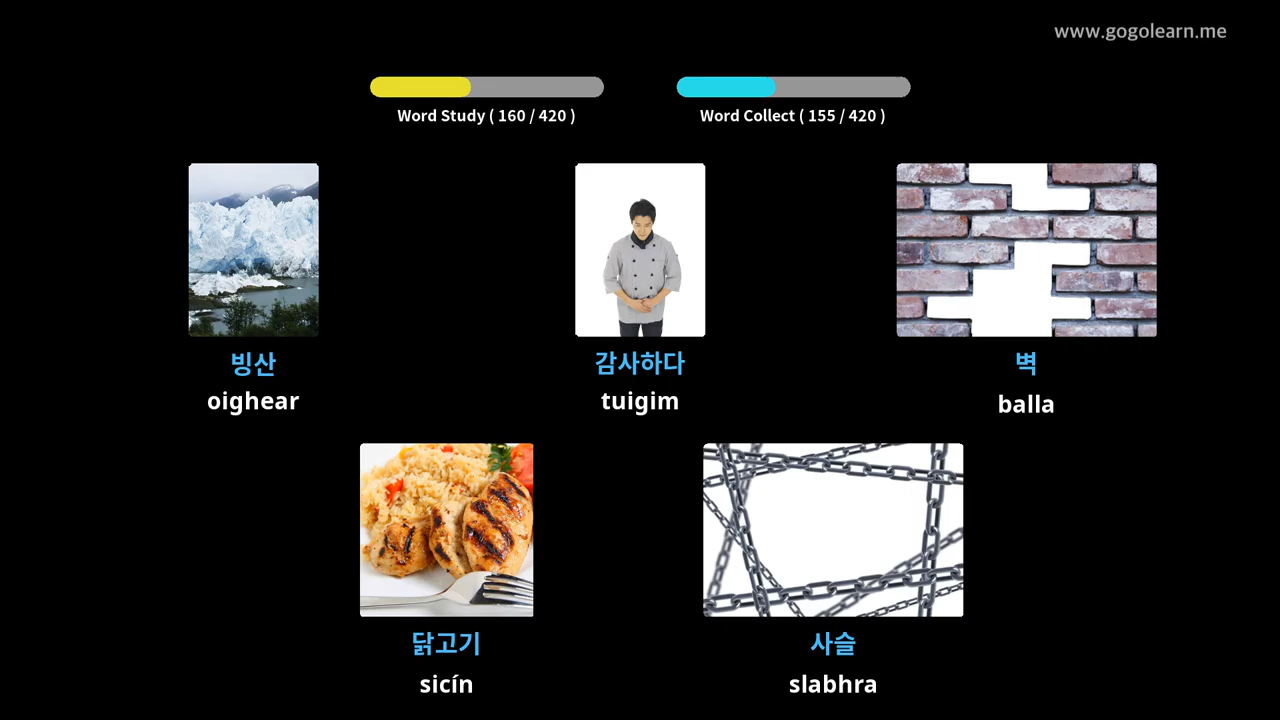 www.gogolearn.me
Word Study ( 160 / 420 )
Word Collect ( 155 / 420 )
빙산
oighear
감사하다
tuigim
벽
balla
닭고기
sicín
사슬
slabhra